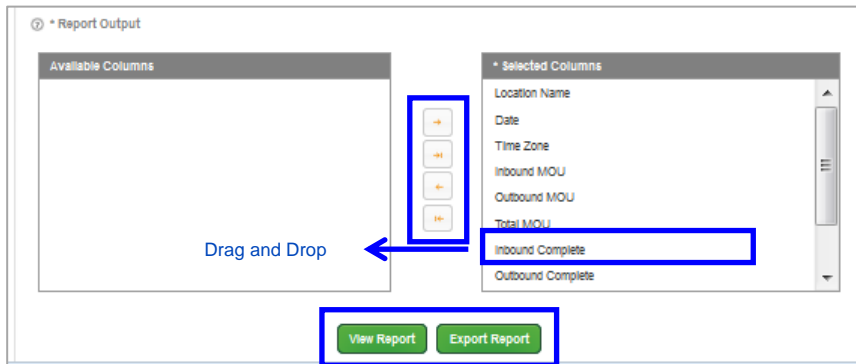 * Report Output
Available Columns
* Selected Columns
Location Name
Date
Time Zone
Inbound MOU
Outbound MOU
Total MOU
Drag and Drop
Inbound Complete
Outbound Complete
View Report
Export Report